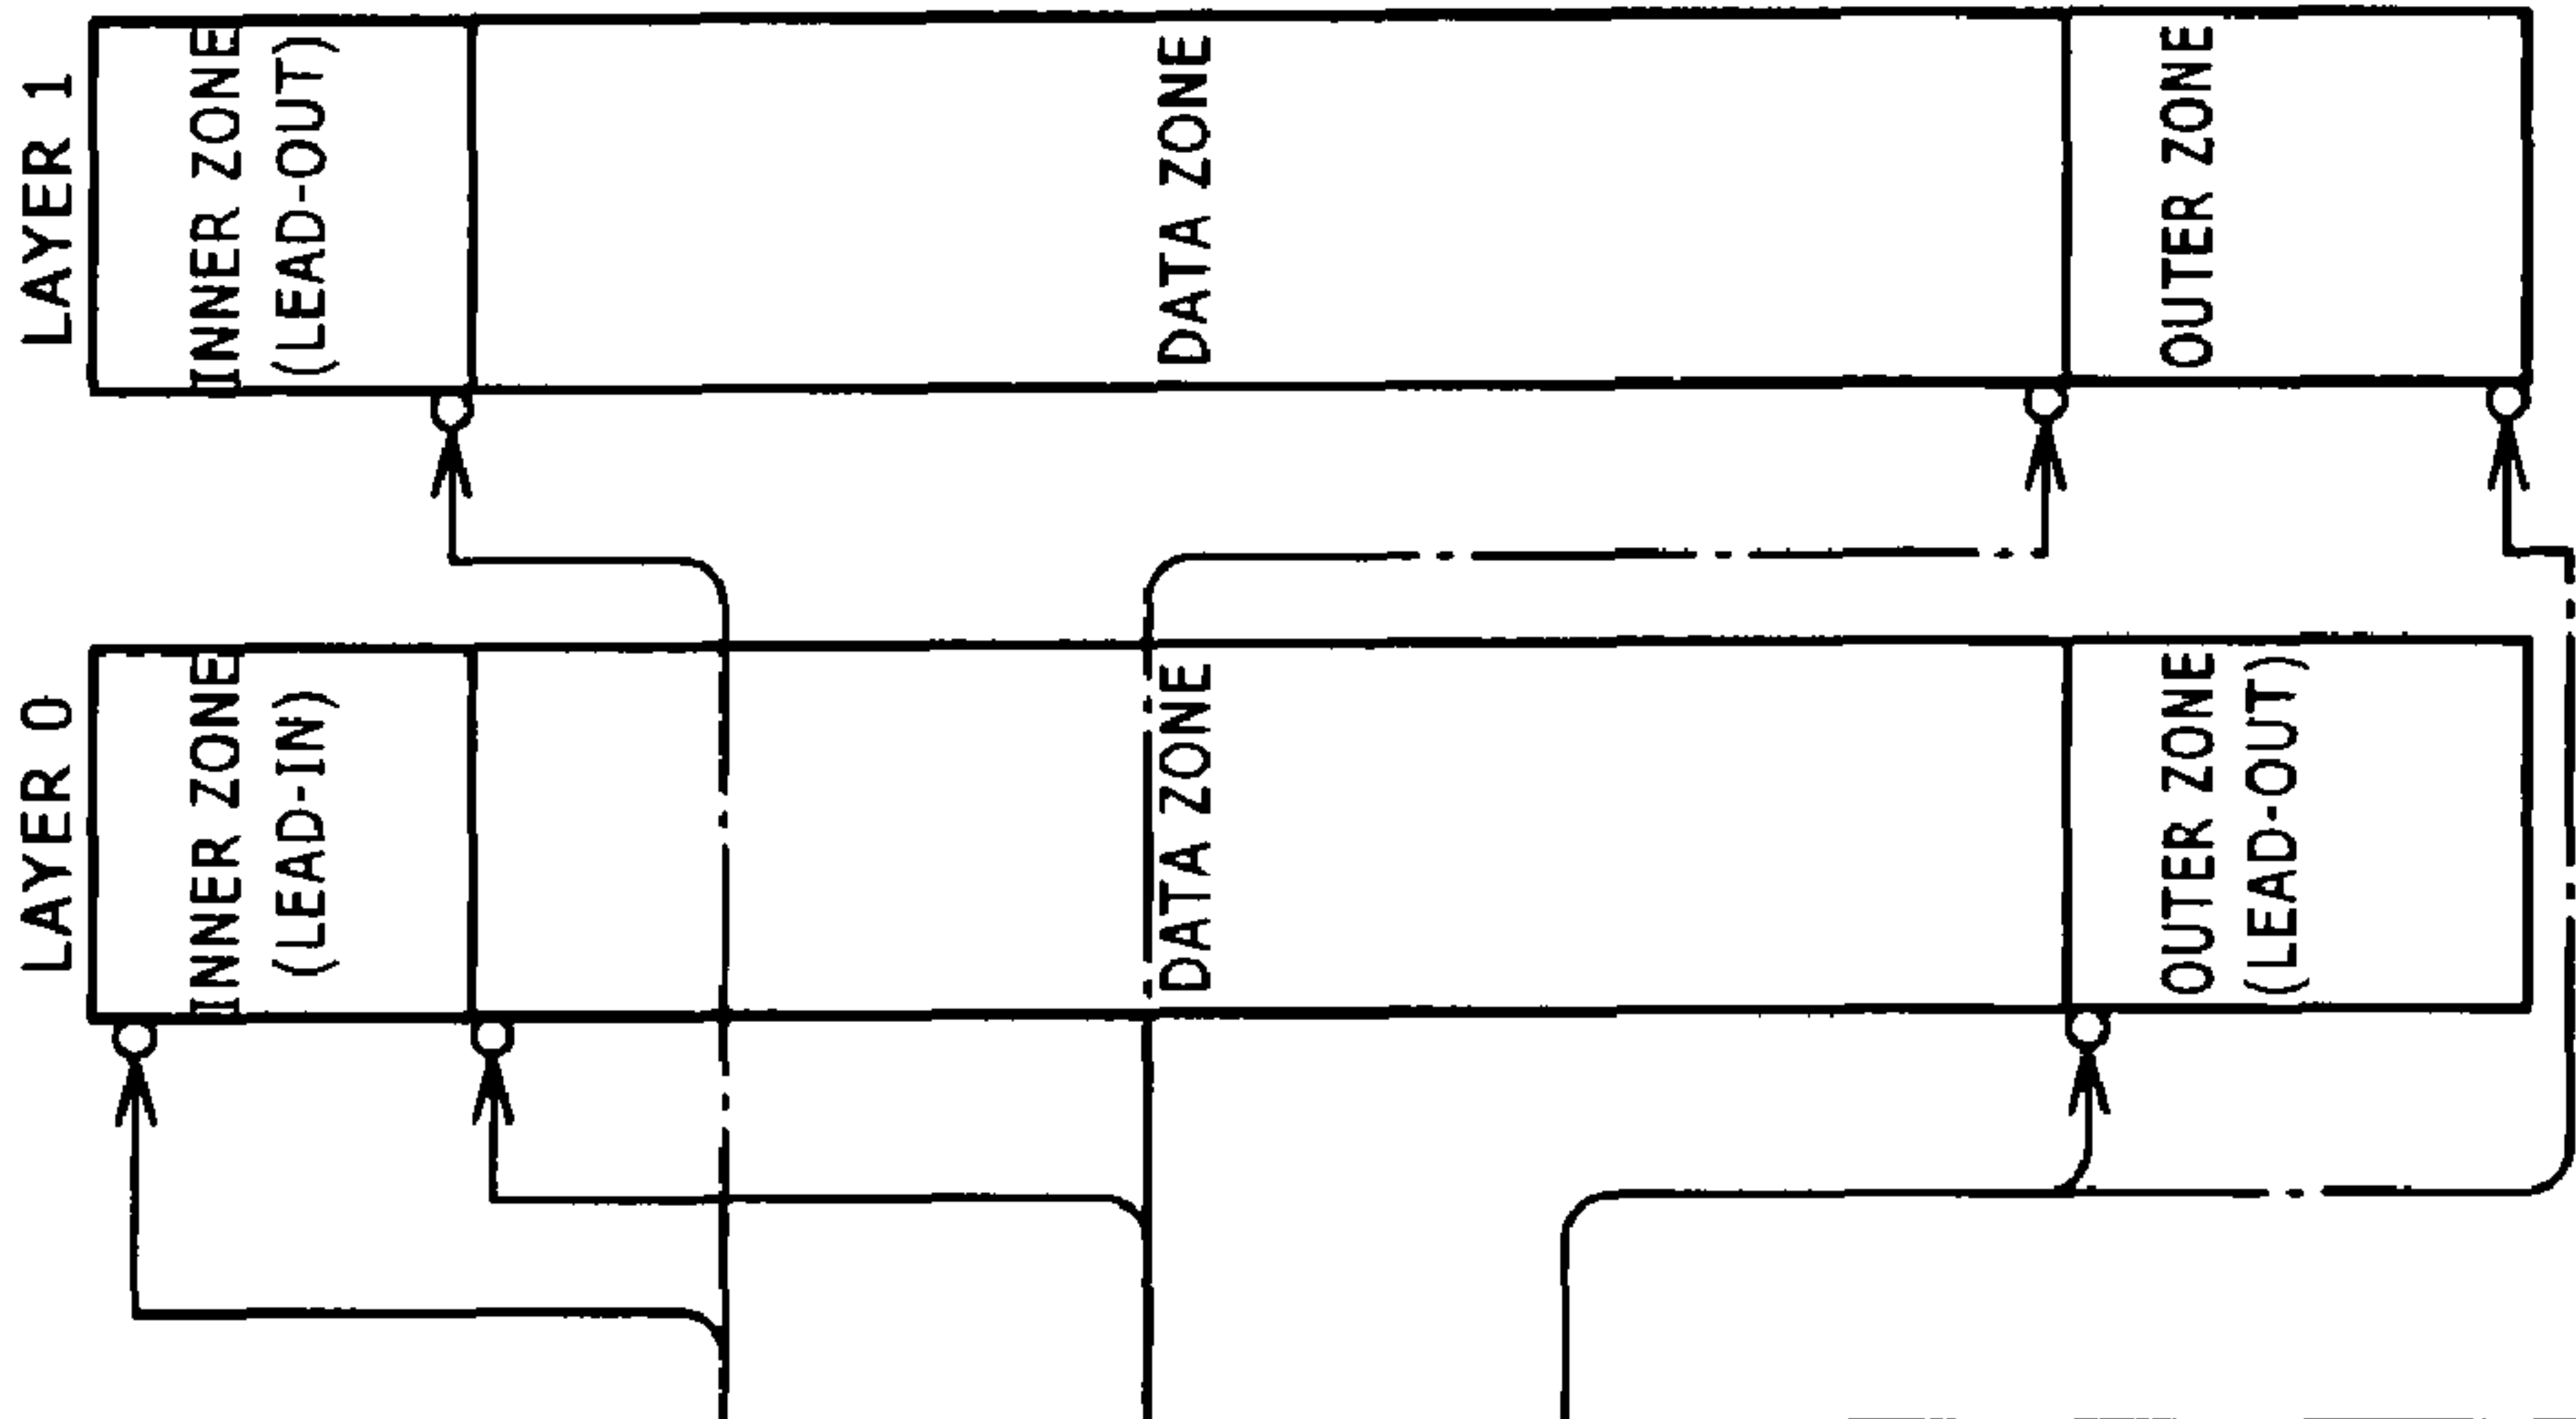 LAYER 0
INNER ZONE
(LEAD-IN)
DATA ZONE
OUTER ZONE
(LEAD-OUT)
LAYER 1
INNER ZONE
(LEAD-OUT)
DATA ZONE
OUTER ZONE